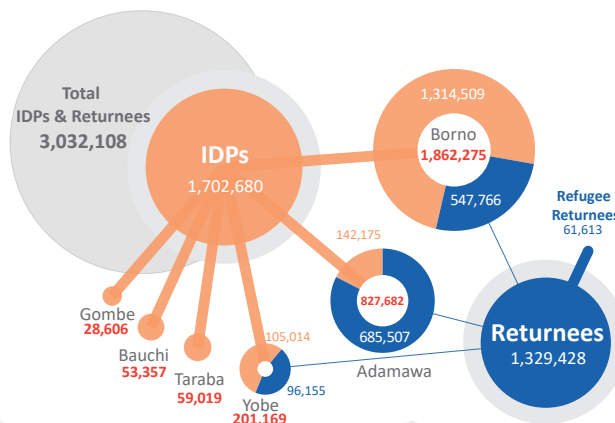 Total
IDPs & Returnees
3,032,108
IDPs
1,702,680
1,314,509
Borno
1,862,275
547,766
Refugee
Returnees
61,613
142,175
827,682
685,507
Adamawa
Returnees
1,329,428
Gombe
28,606
Bauchi
53,357
Taraba
59,019
105,014
96,155
Yobe
201,169